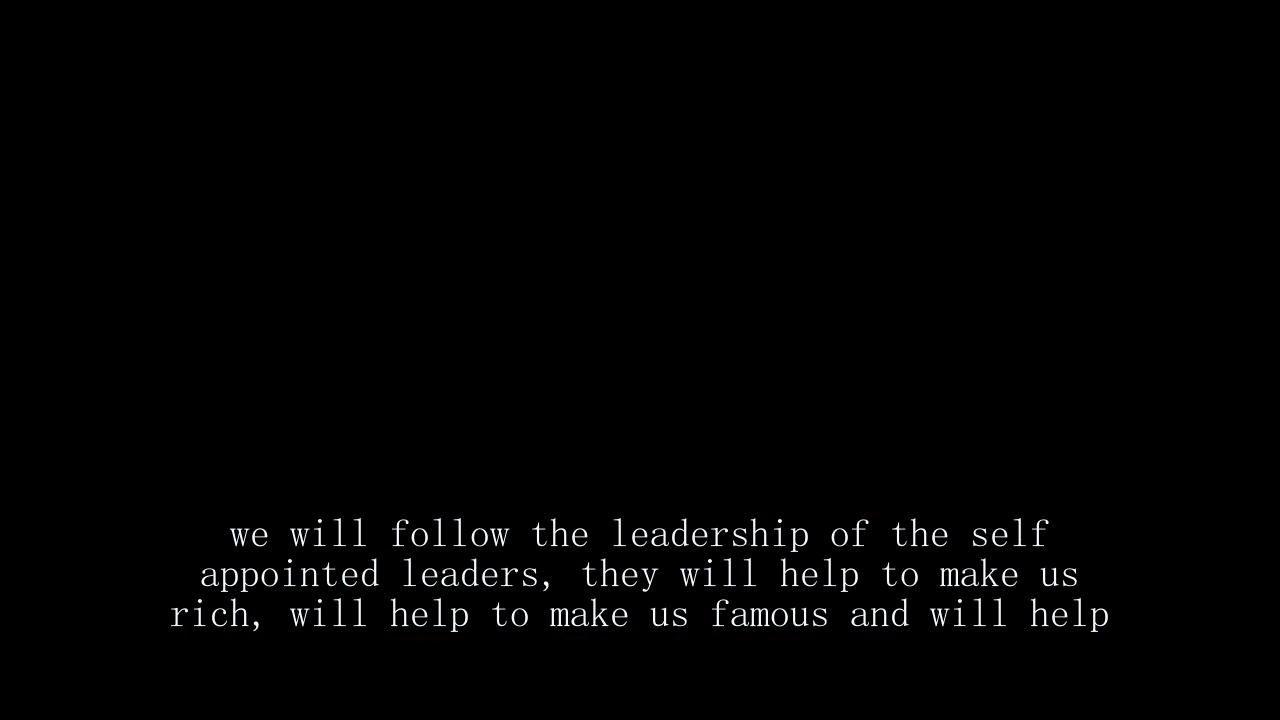 we will follow the leadership of the self
appointed leaders, they will help to make us
rich, will help to make us famous and will help